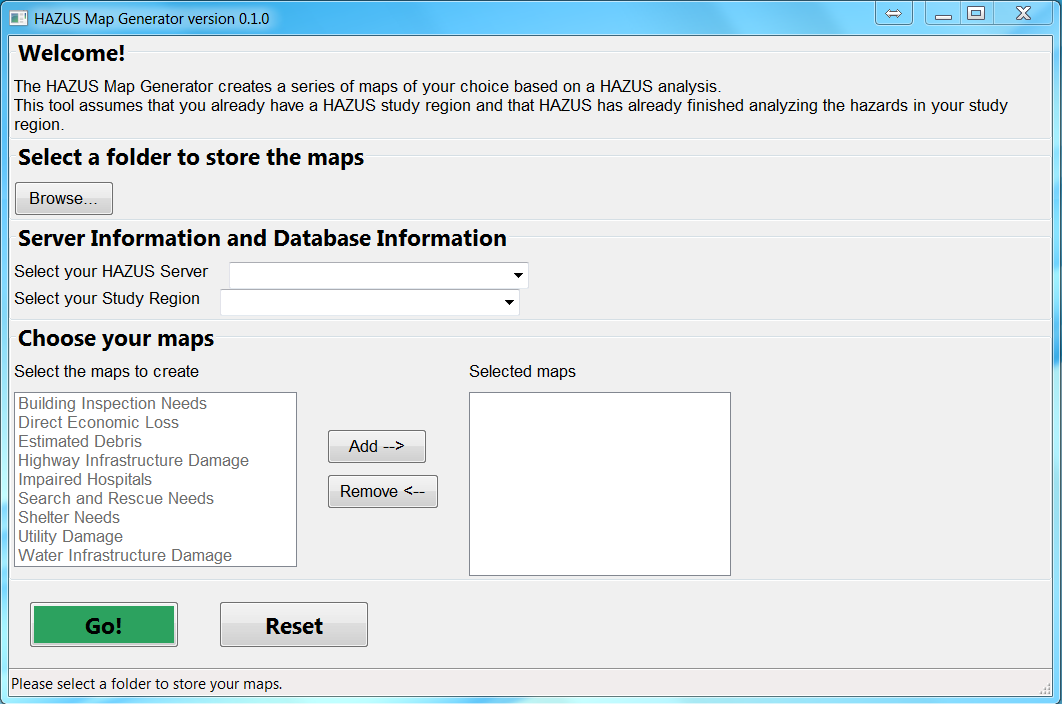 HAZUS Map Generator version 0.1.0
Welcome!
The HAZUS Map Generator creates a series of maps of your choice based on a HAZUS analysis.
This tool assumes that you already have a HAZUS study region and that HAZUS has already finished analyzing the hazards in your study
region.
Select a folder to store the maps
Browse...
Server Information and Database Information
Select your HAZUS Server
Select your Study Region
Choose your maps
Select the maps to create
Building Inspection Needs
Direct Economic Loss
Estimated Debris
Highway Infrastructure Damage
Impaired Hospitals
Search and Rescue Needs
Shelter Needs
Utility Damage
Water Infrastructure Damage
Add -->
Remove <--
Selected maps
Go!
Reset
Please select a folder to store your maps.